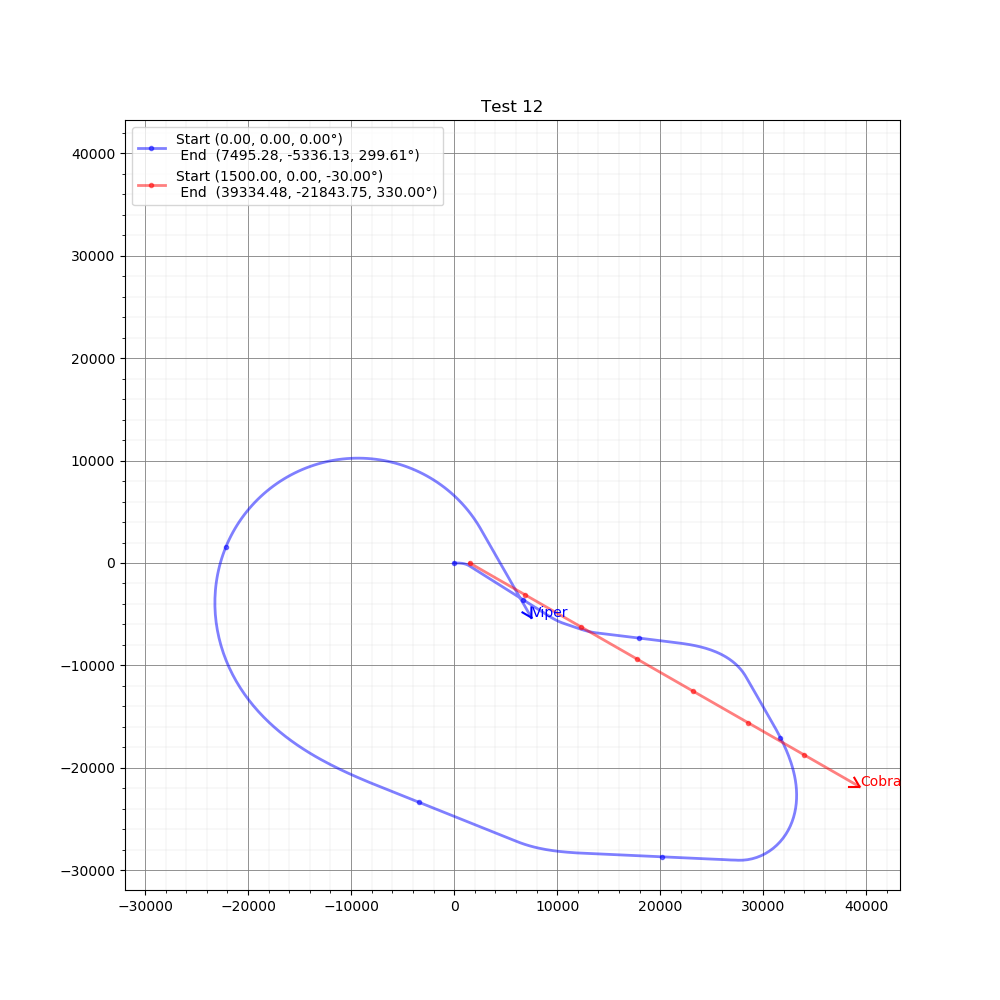 Test 12
Start (0.00, 0.00, 0.00°)
End  (7495.28, -5336.13, 299.61°)
Start (1500.00, 0.00, -30.00°)
End  (39334.48, -21843.75, 330.00°)
40000
30000
20000
10000
0
−10000
−20000
−30000
Viper
Cobra
−30000 −20000 −10000 0 10000 20000 30000 40000